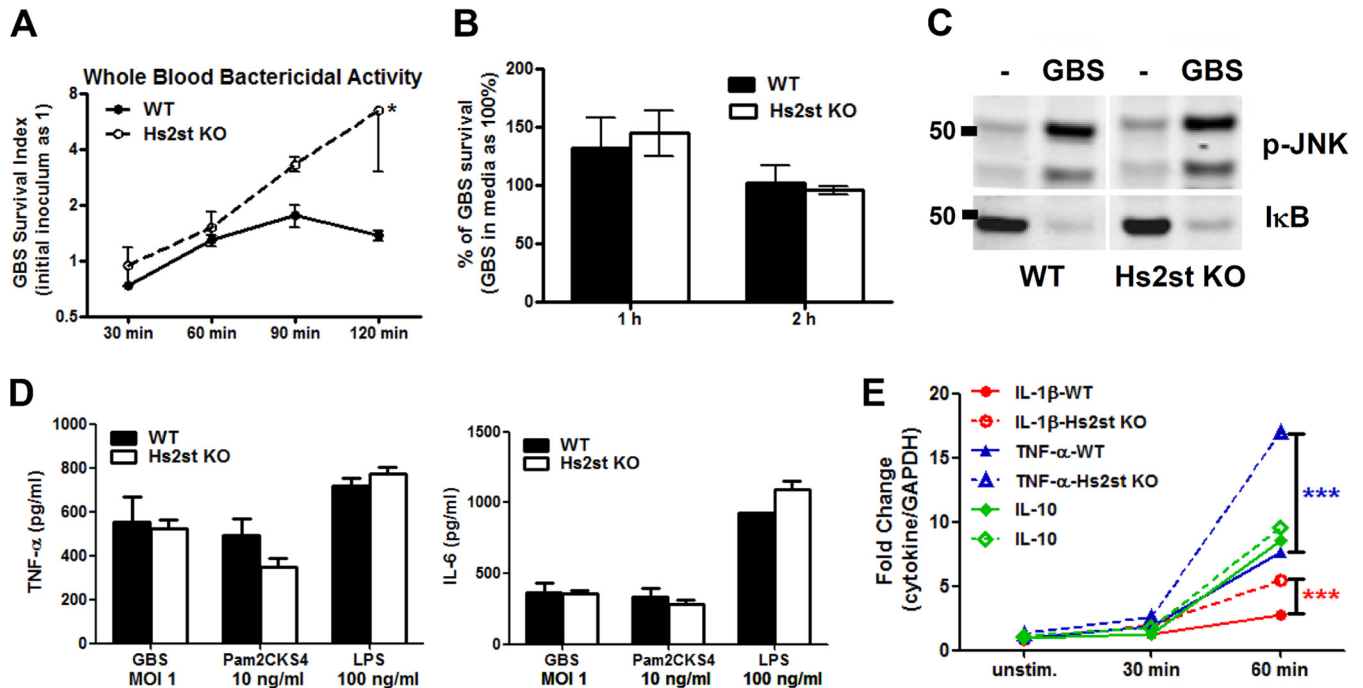 A
Whole Blood Bactericidal Activity
GBS Survival Index
(initial inoculum as 1)
8
4
2
1
0.5
WT
Hs2st KO
*
30 min
60 min
90 min
120 min
B
% of GBS survival
(GBS in media as 100%)
200
150
100
50
0
WT
Hs2st KO
1 h
2 h
C
- GBS - GBS
50
p-JNK
50
IκB
WT Hs2st KO
D
TNF-α (pg/ml)
1000
800
600
400
200
0
WT
Hs2st KO
GBS
MOI 1
Pam2CKS4
10 ng/ml
LPS
100 ng/ml
IL-6 (pg/ml)
1500
1000
500
0
WT
Hs2st KO
GBS
MOI 1
Pam2CKS4
10 ng/ml
LPS
100 ng/ml
E
Fold Change
(cytokine/GAPDH)
20
15
10
5
0
IL-1β-WT
IL-1β-Hs2st KO
TNF-α-WT
TNF-α-Hs2st KO
IL-10
IL-10
***
***
unstim.
30 min
60 min